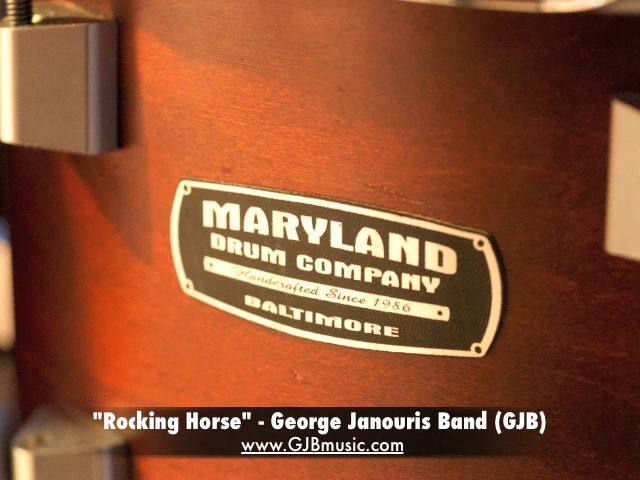 MARYLAND
DRUM COMPANY
Handcrafted Since 1986
BALTIMORE
"Rocking Horse" - George Janouris Band (GJB)
www.GJBmusic.com